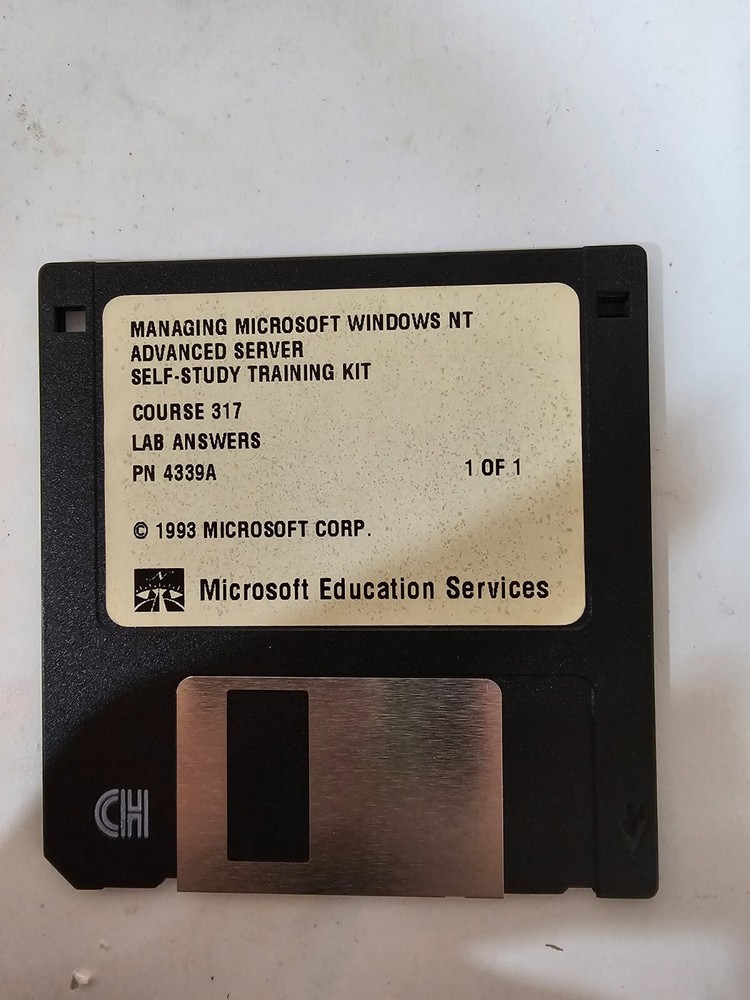 MANAGING MICROSOFT WINDOWS NT
ADVANCED SERVER
SELF-STUDY TRAINING KIT
COURSE 317
LAB ANSWERS
PN 4339A 1 OF 1
© 1993 MICROSOFT CORP.
Microsoft Education Services
CH